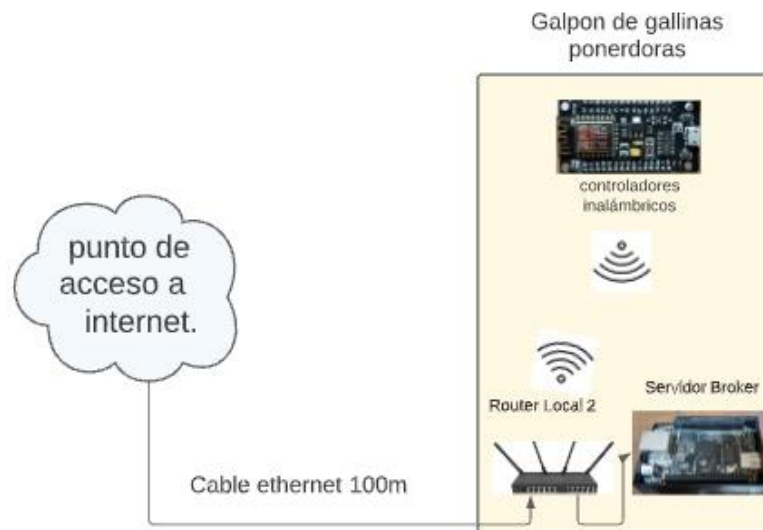 Galpon de gallinas
ponerdoras
controladores
inalámbricos
punto de
acceso a
internet.
Router Local 2
Servidor Broker
Cable ethernet 100m